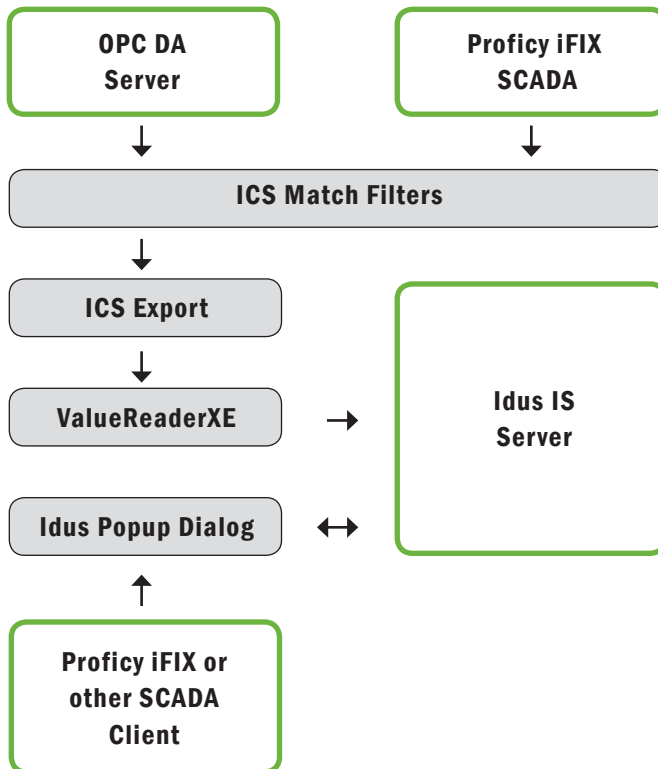 OPC DA
Server
Proficy iFIX
SCADA
ICS Match Filters
ICS Export
ValueReaderXE
Idus IS
Server
Idus Popup Dialog
Proficy iFIX or
other SCADA
Client